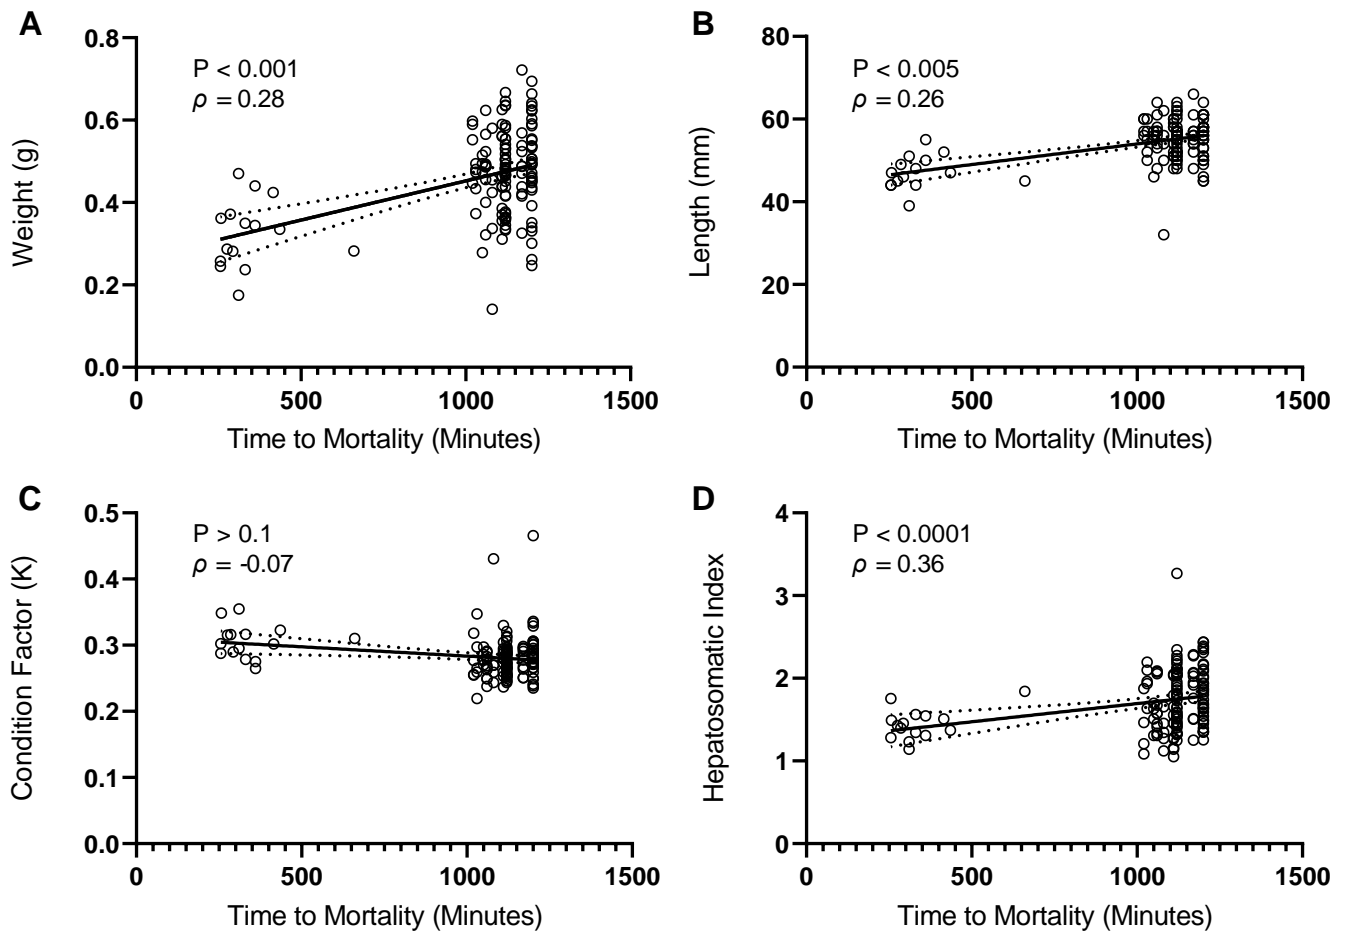 A
P < 0.001
ρ = 0.28
Weight (g)
0.8
0.6
0.4
0.2
0.0
0 500 1000 1500
Time to Mortality (Minutes)
B
P < 0.005
ρ = 0.26
Length (mm)
80
60
40
20
0
0 500 1000 1500
Time to Mortality (Minutes)
C
P > 0.1
ρ = -0.07
Condition Factor (K)
0.5
0.4
0.3
0.2
0.1
0.0
0 500 1000 1500
Time to Mortality (Minutes)
D
P < 0.0001
ρ = 0.36
Hepatosomatic Index
4
3
2
1
0
0 500 1000 1500
Time to Mortality (Minutes)